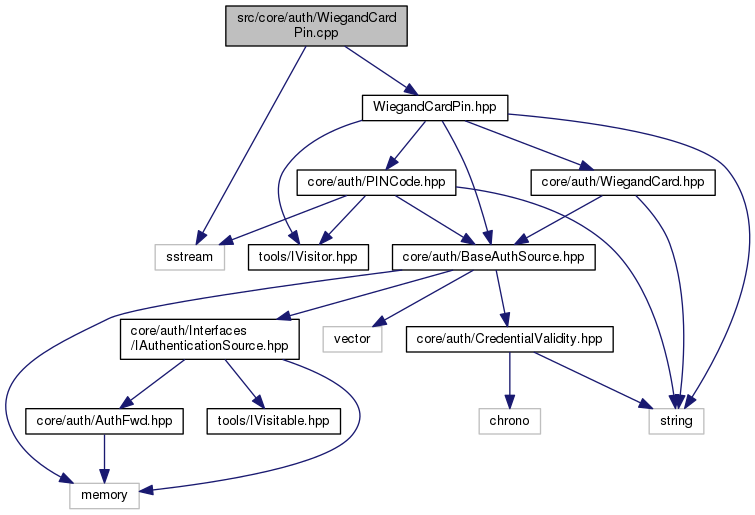 src/core/auth/WiegandCard
Pin.cpp
WiegandCardPin.hpp
core/auth/PINCode.hpp
core/auth/WiegandCard.hpp
sstream
tools/IVisitor.hpp
core/auth/BaseAuthSource.hpp
core/auth/Interfaces
/IAuthenticationSource.hpp
vector
core/auth/CredentialValidity.hpp
core/auth/AuthFwd.hpp
tools/IVisitable.hpp
chrono
string
memory